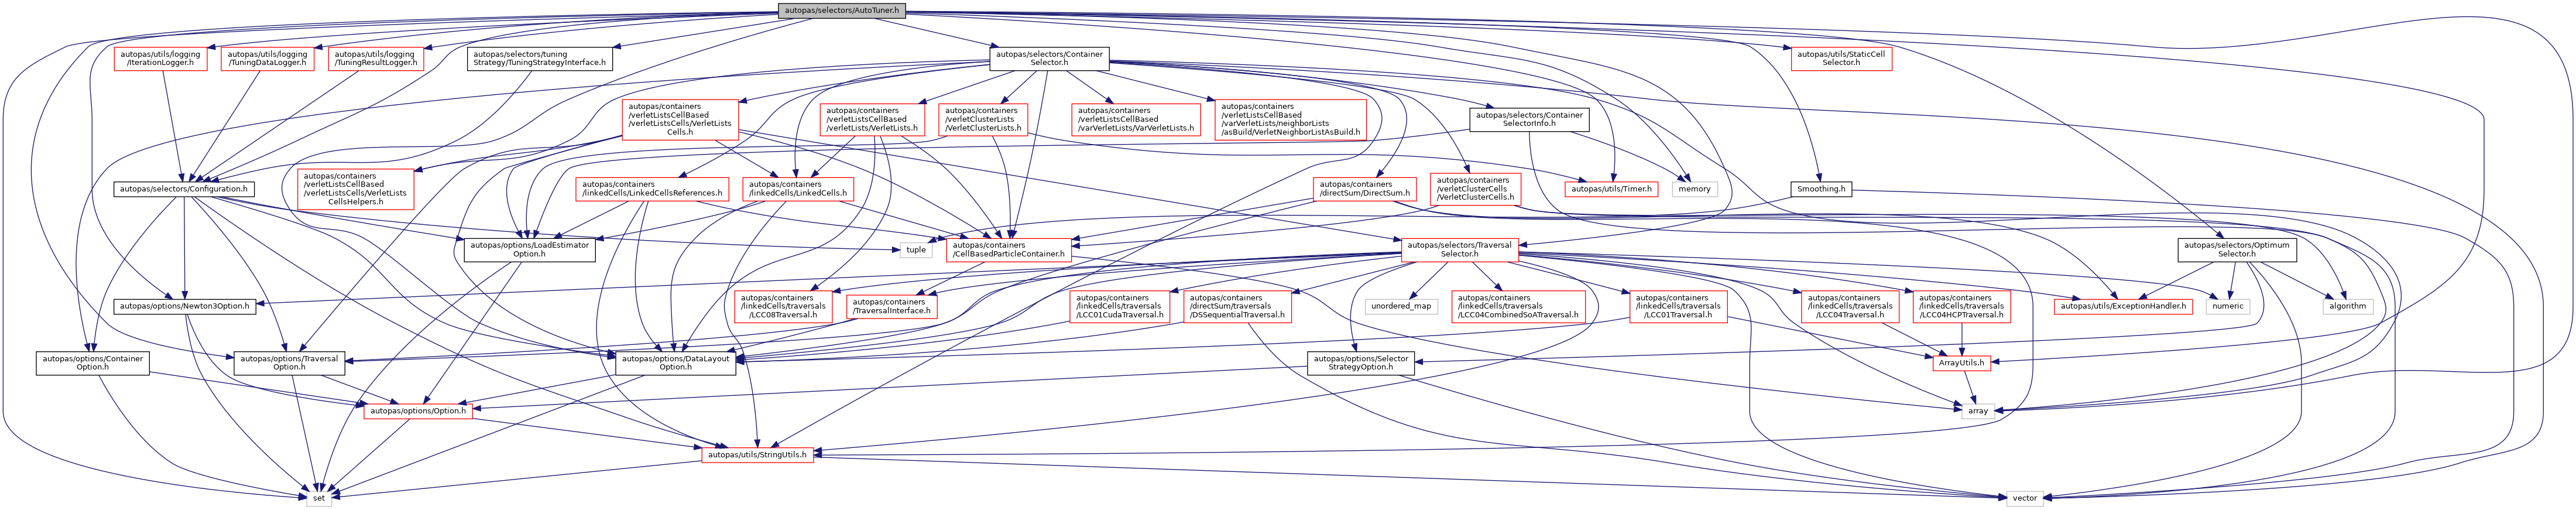 autopas/selectors/AutoTuner.h
autopas/utils/logging
/IterationLogger.h
autopas/utils/logging
/TuningDataLogger.h
autopas/utils/logging
/TuningResultLogger.h
autopas/selectors/tuning
Strategy/TuningStrategyInterface.h
autopas/selectors/Container
Selector.h
autopas/utils/StaticCell
Selector.h
autopas/containers
/verletListsCellBased
/verletListsCells/VerletLists
Cells.h
autopas/containers
/verletListsCellBased
/verletLists/VerletLists.h
autopas/containers
/verletClusterLists
/VerletClusterLists.h
autopas/containers
/verletListsCellBased
/varVerletLists/VarVerletLists.h
autopas/containers
/verletListsCellBased
/varVerletLists/neighborLists
/asBuild/VerletNeighborListAsBuild.h
autopas/selectors/Container
SelectorInfo.h
autopas/selectors/Configuration.h
autopas/containers
/verletListsCellBased
/verletListsCells/VerletLists
CellsHelpers.h
autopas/containers
/linkedCells/LinkedCellsReferences.h
autopas/containers
/linkedCells/LinkedCells.h
autopas/containers
/directSum/DirectSum.h
autopas/containers
/verletClusterCells
/VerletClusterCells.h
autopas/utils/Timer.h
memory
Smoothing.h
autopas/options/LoadEstimator
Option.h
tuple
autopas/containers
/CellBasedParticleContainer.h
autopas/selectors/Traversal
Selector.h
autopas/selectors/Optimum
Selector.h
autopas/options/Newton3Option.h
autopas/containers
/linkedCells/traversals
/LCC08Traversal.h
autopas/containers
/TraversalInterface.h
autopas/containers
/linkedCells/traversals
/LCC01CudaTraversal.h
autopas/containers
/directSum/traversals
/DSSequentialTraversal.h
unordered_map
autopas/containers
/linkedCells/traversals
/LCC04CombinedSoATraversal.h
autopas/containers
/linkedCells/traversals
/LCC01Traversal.h
autopas/containers
/linkedCells/traversals
/LCC04Traversal.h
autopas/containers
/linkedCells/traversals
/LCC04HCPTraversal.h
autopas/utils/ExceptionHandler.h
numeric
algorithm
autopas/options/Container
Option.h
autopas/options/Traversal
Option.h
autopas/options/DataLayout
Option.h
autopas/options/Selector
StrategyOption.h
ArrayUtils.h
autopas/options/Option.h
array
autopas/utils/StringUtils.h
set
vector